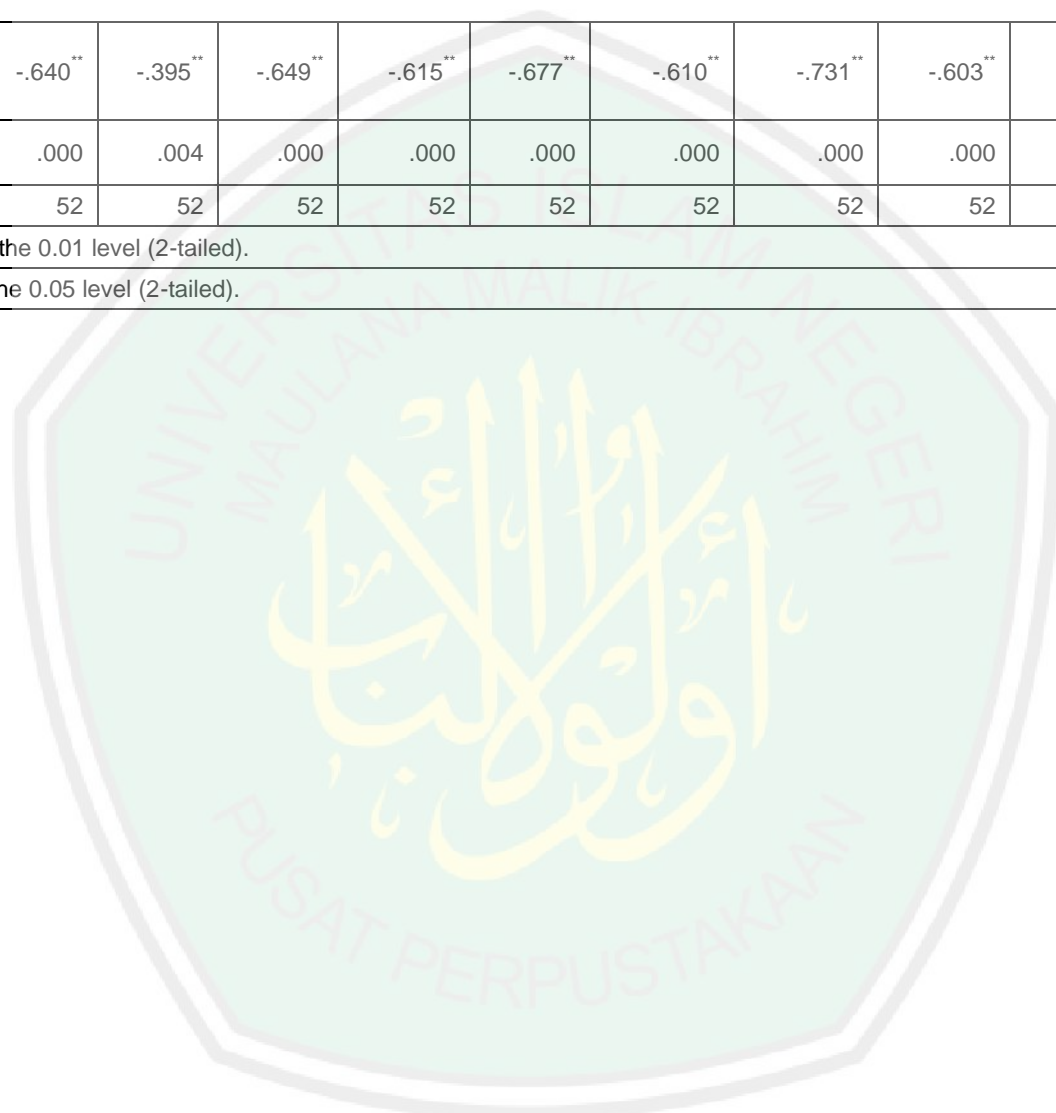 -.640** -.395** -.649** -.615** -.677** -.610** -.731** -.603**
.000 .004 .000 .000 .000 .000 .000 .000
52 52 52 52 52 52 52 52
the 0.01 level (2-tailed).
he 0.05 level (2-tailed).
UNIVERSITAS ISLAM NEGERI
MAULANA MALIK IBRAHIM
أولوا الألباب
PUSAT PERPUSTAKAAN